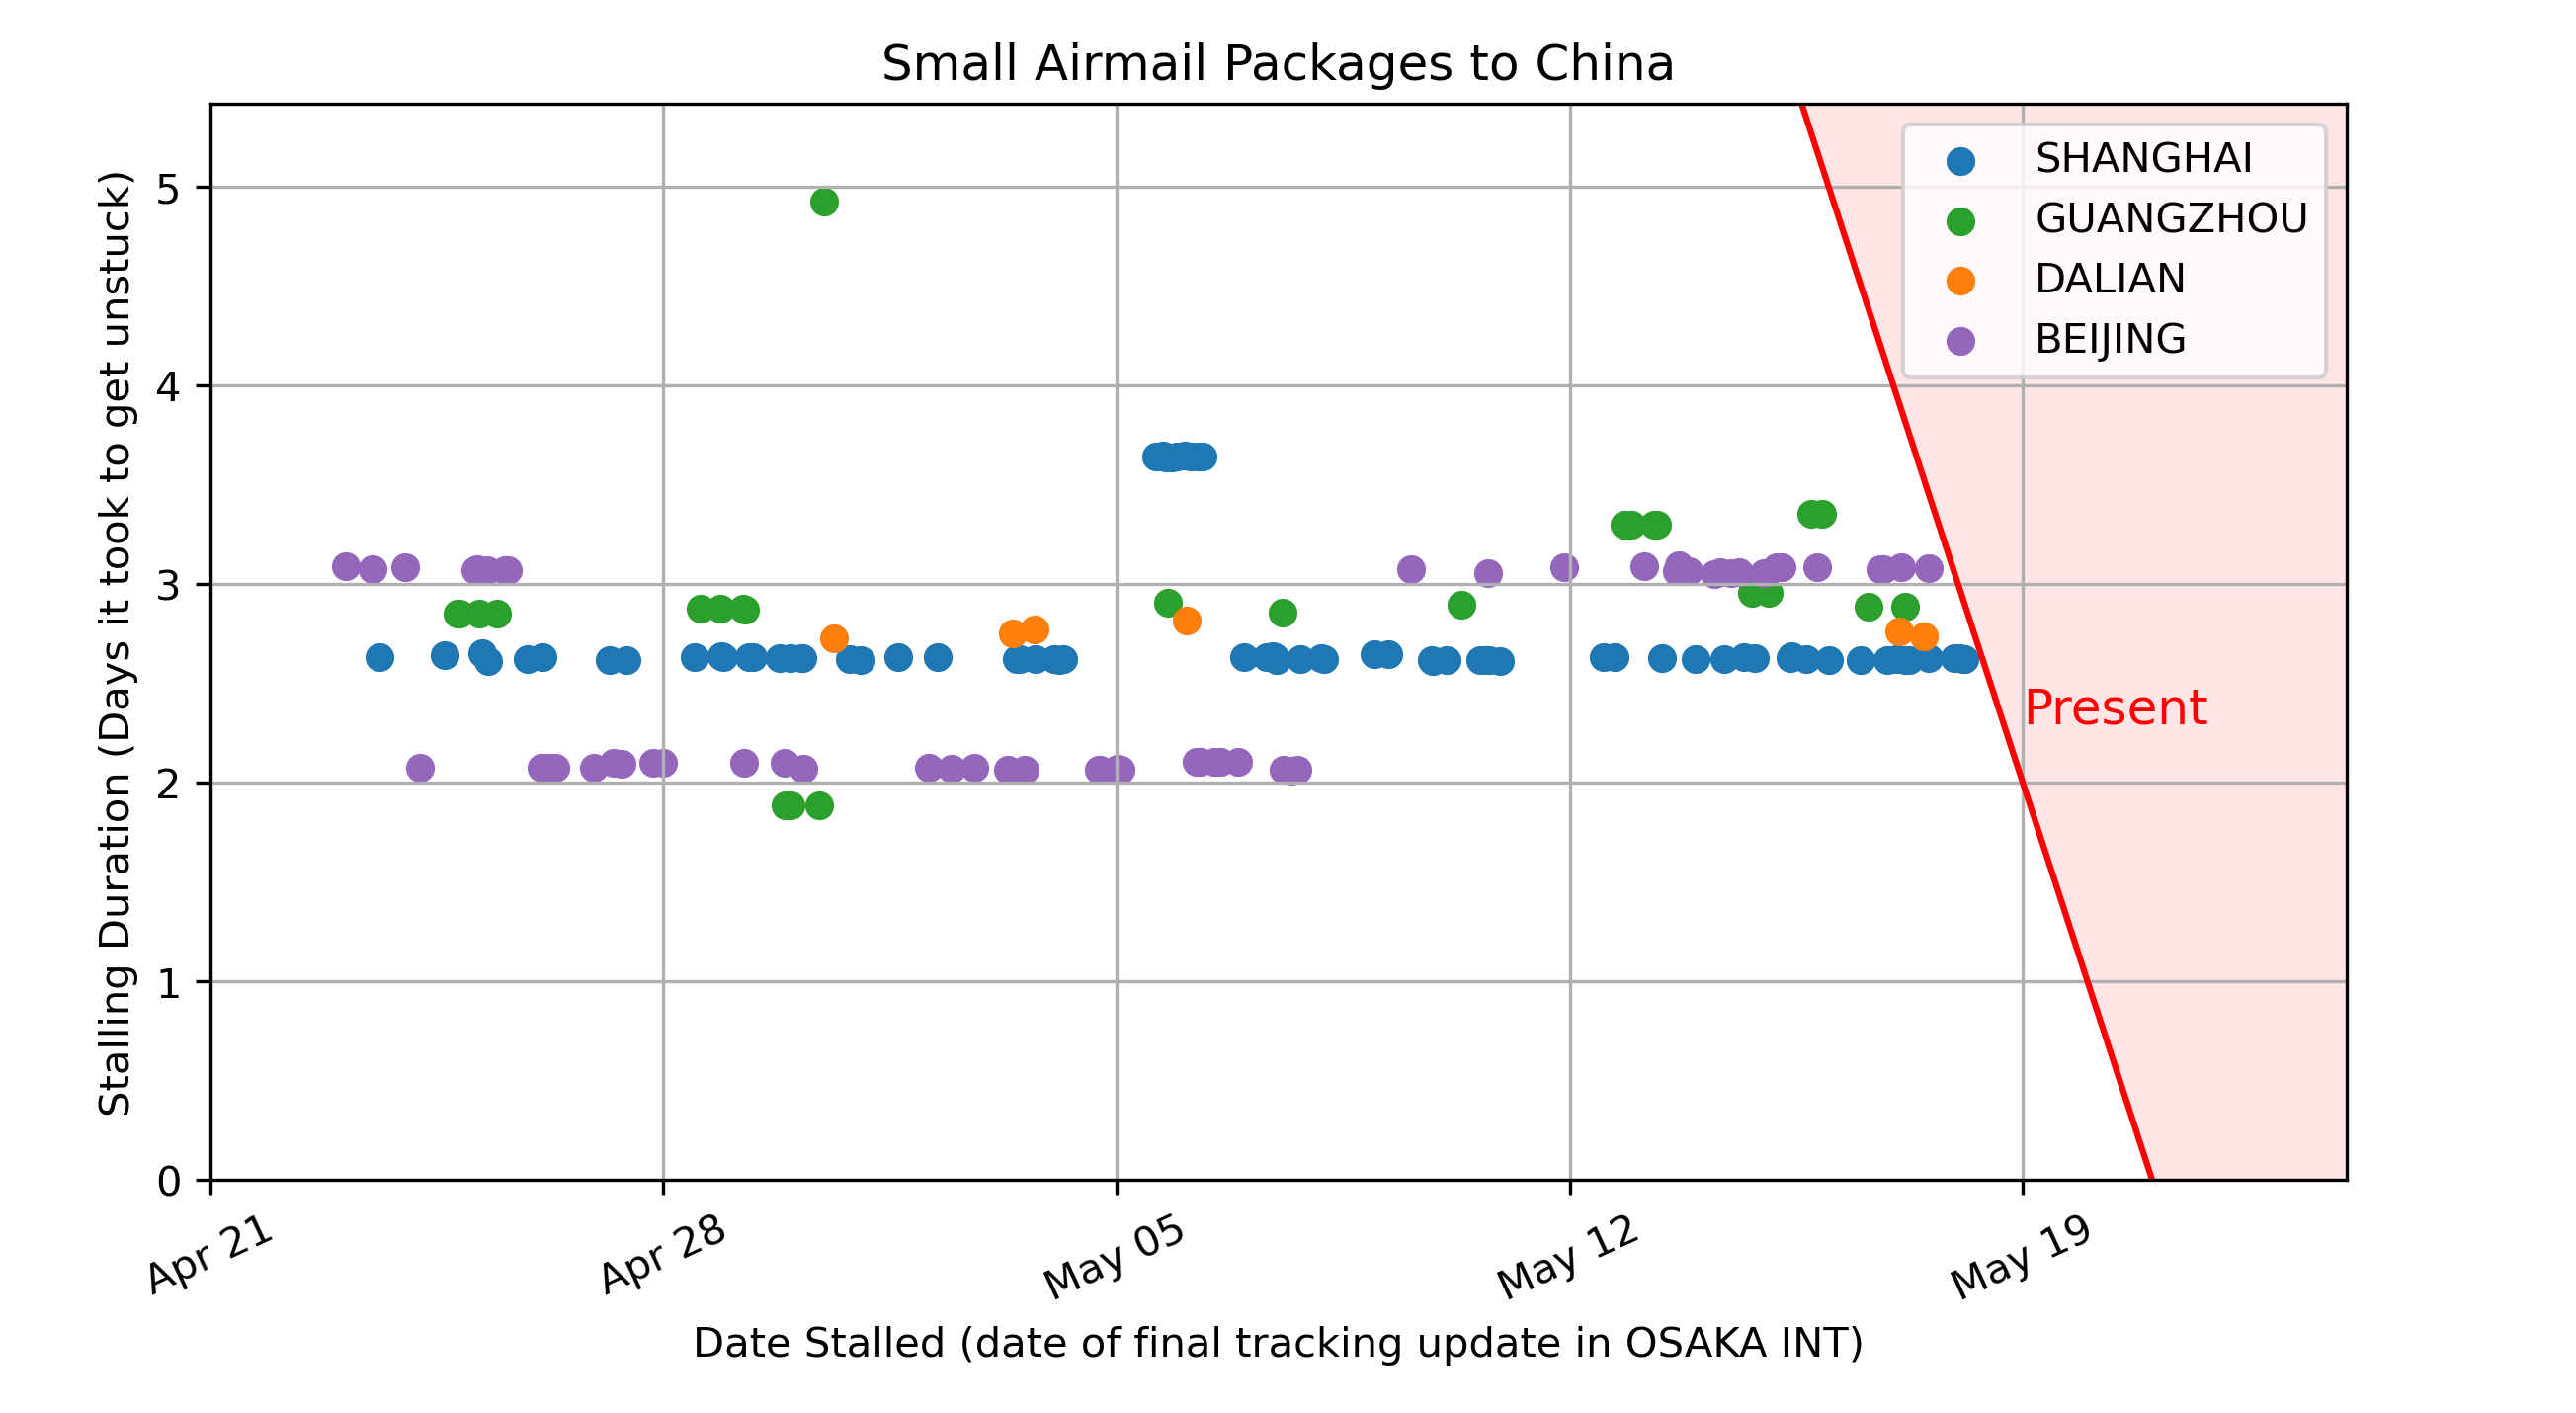 Small Airmail Packages to China
Stalling Duration (Days it took to get unstuck)
5
4
3
2
1
0
SHANGHAI
GUANGZHOU
DALIAN
BEIJING
Present
Apr 21
Apr 28
May 05
May 12
May 19
Date Stalled (date of final tracking update in OSAKA INT)